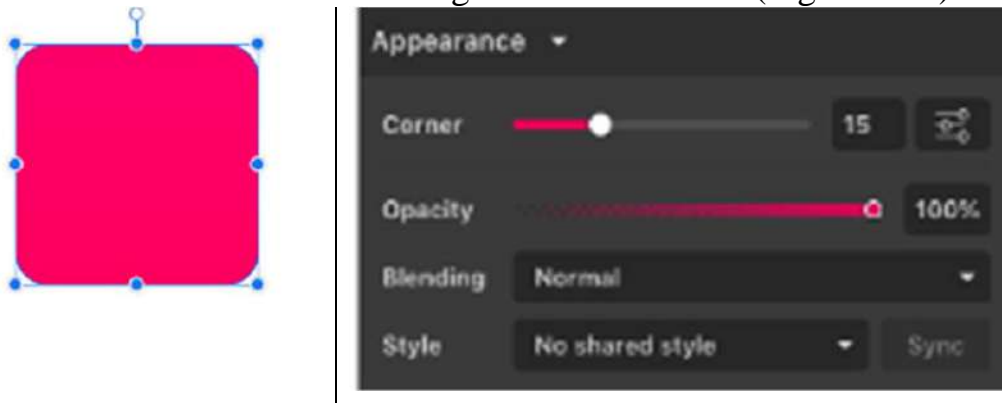 Appearance
Corner 15
Opacity 100%
Blending Normal
Style No shared style Sync